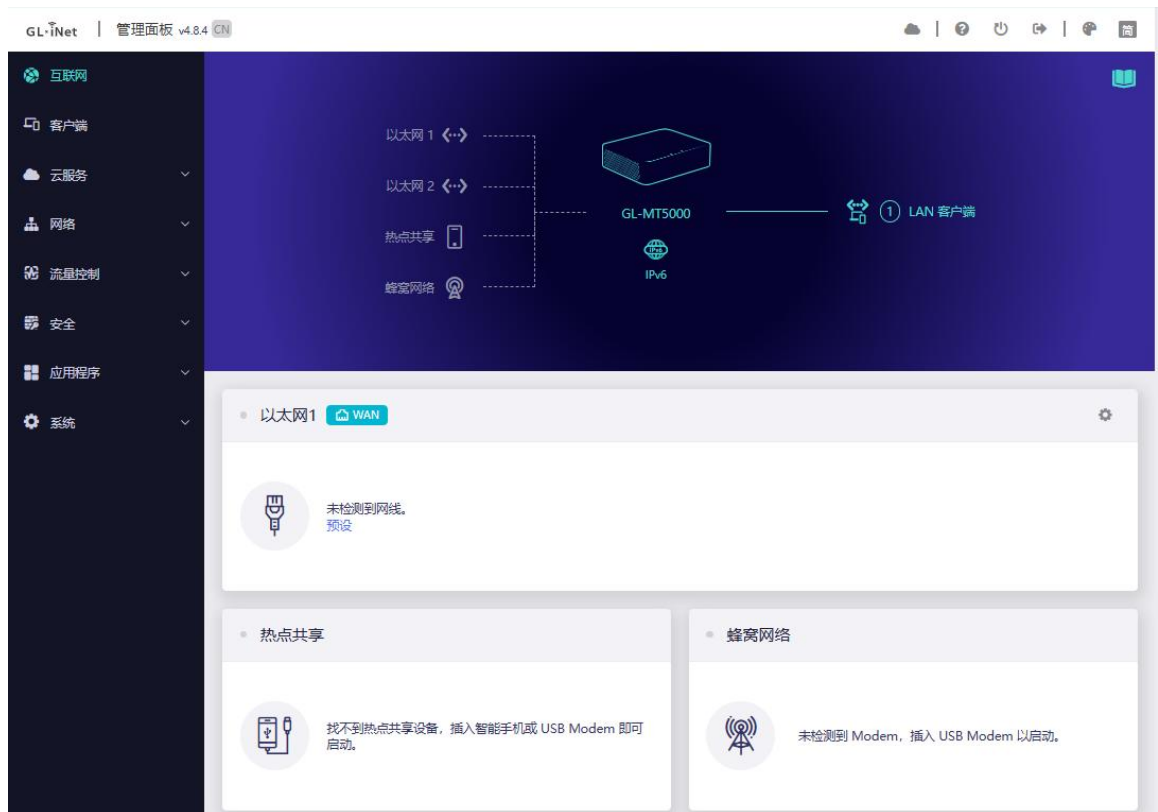 GL·iNet | 管理面板 v4.8.4 CN
简
互联网
客户端
云服务
网络
流量控制
安全
应用程序
系统
以太网 1
以太网 2
热点共享
蜂窝网络
GL-MT5000
IPv6
IPv6
1 LAN 客户端
以太网1 WAN
未检测到网线。
预设
热点共享
找不到热点共享设备，插入智能手机或 USB Modem 即可
启动。
蜂窝网络
未检测到 Modem，插入 USB Modem 以启动。